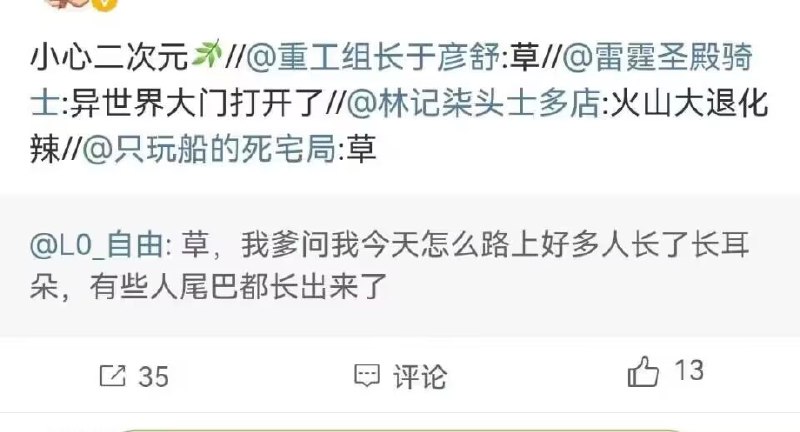 小心二次元🌿//@重工组长于彦舒:草//@雷霆圣殿骑
士:异世界大门打开了//@林记柒头士多店:火山大退化
辣//@只玩船的死宅局:草
@L0_自由: 草，我爹问我今天怎么路上好多人长了长耳
朵，有些人尾巴都长出来了
35 评论 13